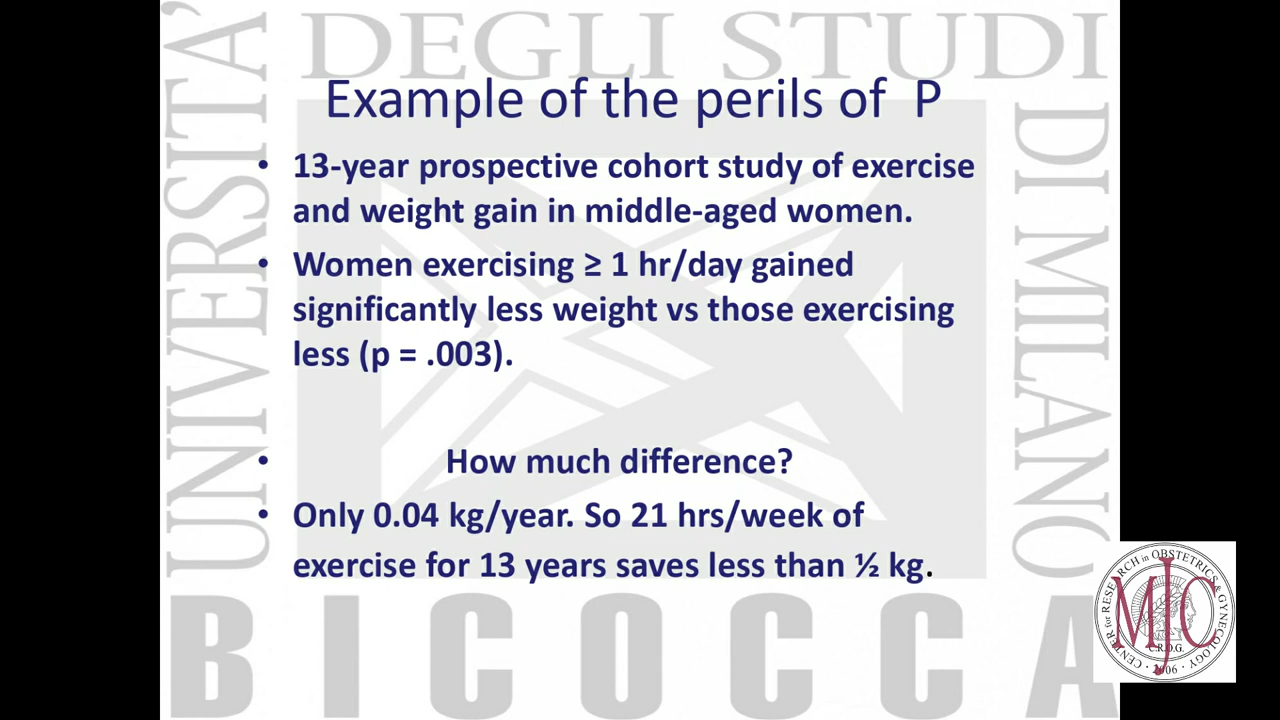 UNIVERSITA' DEGLI STUDI DI MILANO
Example of the perils of P
• 13-year prospective cohort study of exercise
and weight gain in middle-aged women.
• Women exercising ≥ 1 hr/day gained
significantly less weight vs those exercising
less (p = .003).
• How much difference?
• Only 0.04 kg/year. So 21 hrs/week of
exercise for 13 years saves less than ½ kg.
BICOCCA
CENTER for RESEARCH in OBSTETRICS & GYNECOLOGY
MJC
C.R.O.G.
· 2006 ·